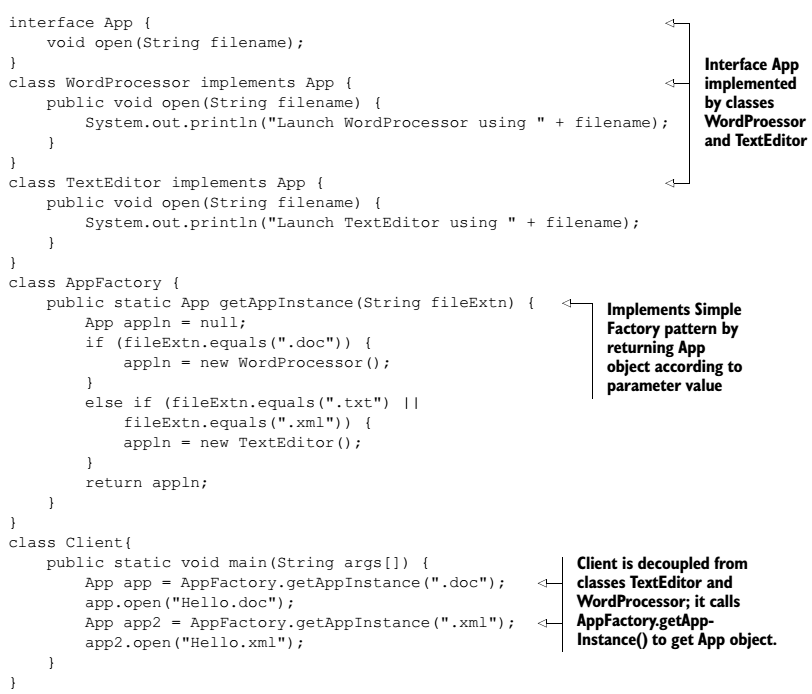 interface App {
    void open(String filename);
}
class WordProcessor implements App {
    public void open(String filename) {
        System.out.println("Launch WordProcessor using " + filename);
    }
}
class TextEditor implements App {
    public void open(String filename) {
        System.out.println("Launch TextEditor using " + filename);
    }
}
Interface App
implemented
by classes
WordProessor
and TextEditor
class AppFactory {
    public static App getAppInstance(String fileExtn) {
        App appln = null;
        if (fileExtn.equals(".doc")) {
            appln = new WordProcessor();
        }
        else if (fileExtn.equals(".txt") ||
            fileExtn.equals(".xml")) {
            appln = new TextEditor();
        }
        return appln;
    }
}
Implements Simple
Factory pattern by
returning App
object according to
parameter value
class Client{
    public static void main(String args[]) {
        App app = AppFactory.getAppInstance(".doc");
        app.open("Hello.doc");
        App app2 = AppFactory.getAppInstance(".xml");
        app2.open("Hello.xml");
    }
}
Client is decoupled from
classes TextEditor and
WordProcessor; it calls
AppFactory.getApp-
Instance() to get App object.